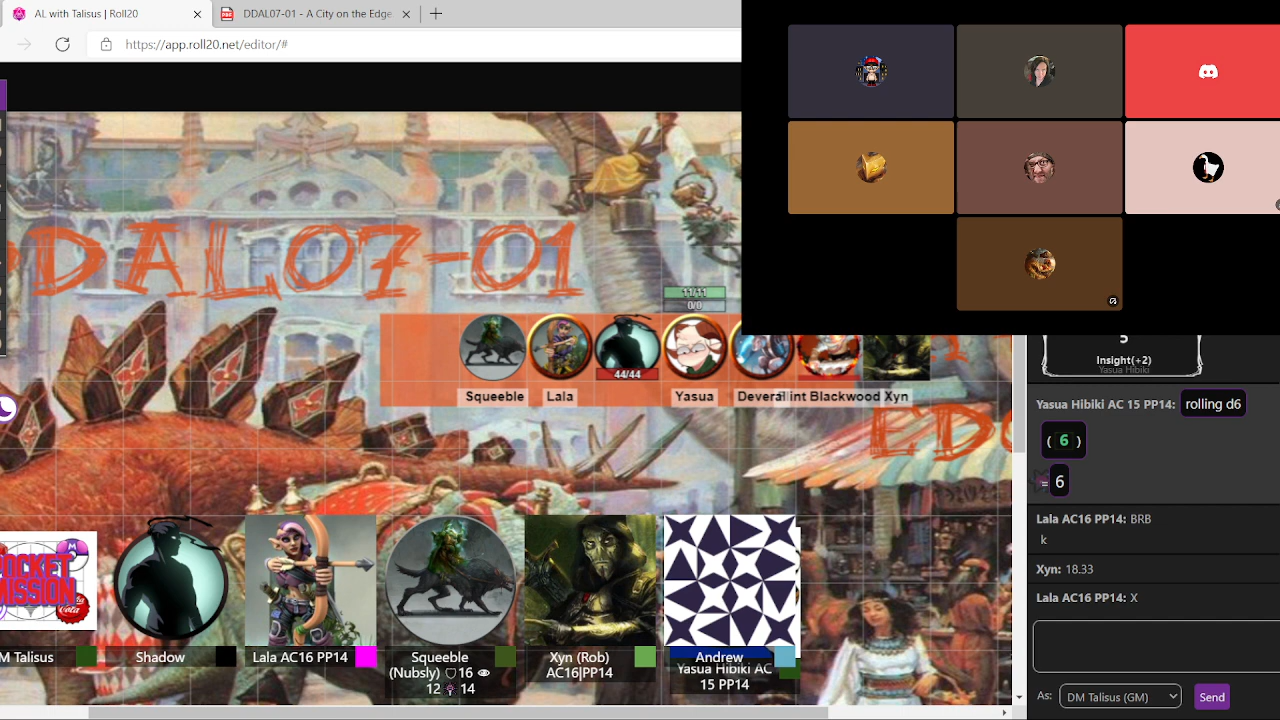 AL with Talisus | Roll20
DDAL07-01 - A City on the Edge
https://app.roll20.net/editor/#
DDAL07-01
11/11
0/0
44/44
Squeeble
Lala
Yasua
Blackwood Xyn
5
Insight(+2)
Yasua Hibiki
Yasua Hibiki AC 15 PP14: rolling d6
( 6 )
= 6
Lala AC16 PP14: BRB
k
Xyn: 18.33
Lala AC16 PP14: X
POCKET
MISSION
M Talisus
Shadow
Lala AC16 PP14
Squeeble
(Nubsly) 16
12 14
Xyn (Rob)
AC16|PP14
Andrew
Yasua Hibiki AC
15 PP14
As:
DM Talisus (GM)
Send